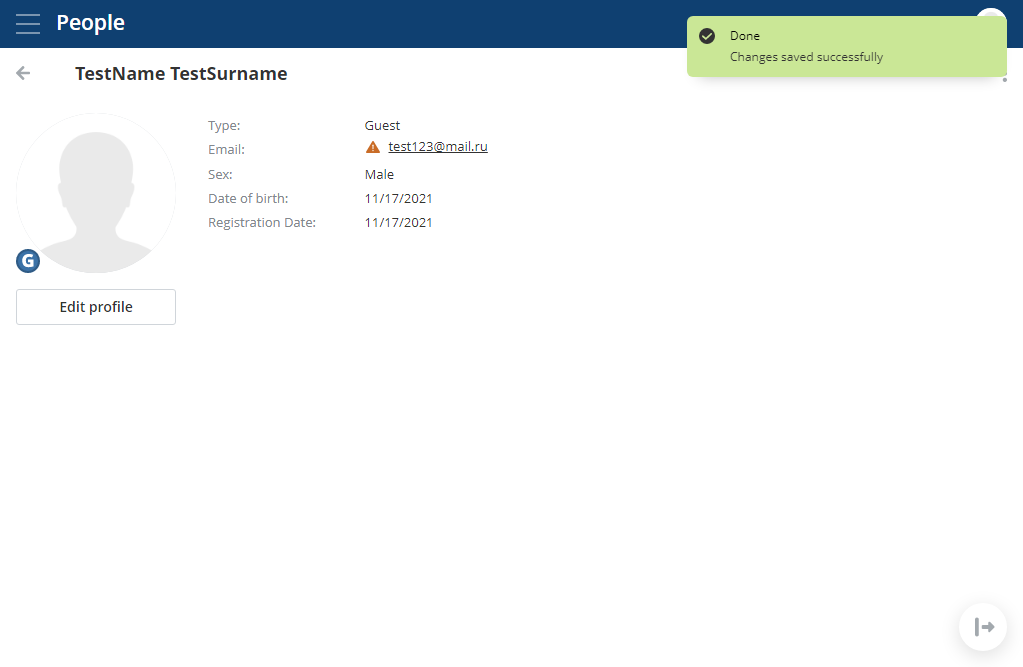 People
Done
Changes saved successfully
TestName TestSurname
Type: Guest
Email: test123@mail.ru
Sex: Male
Date of birth: 11/17/2021
Registration Date: 11/17/2021
G
Edit profile